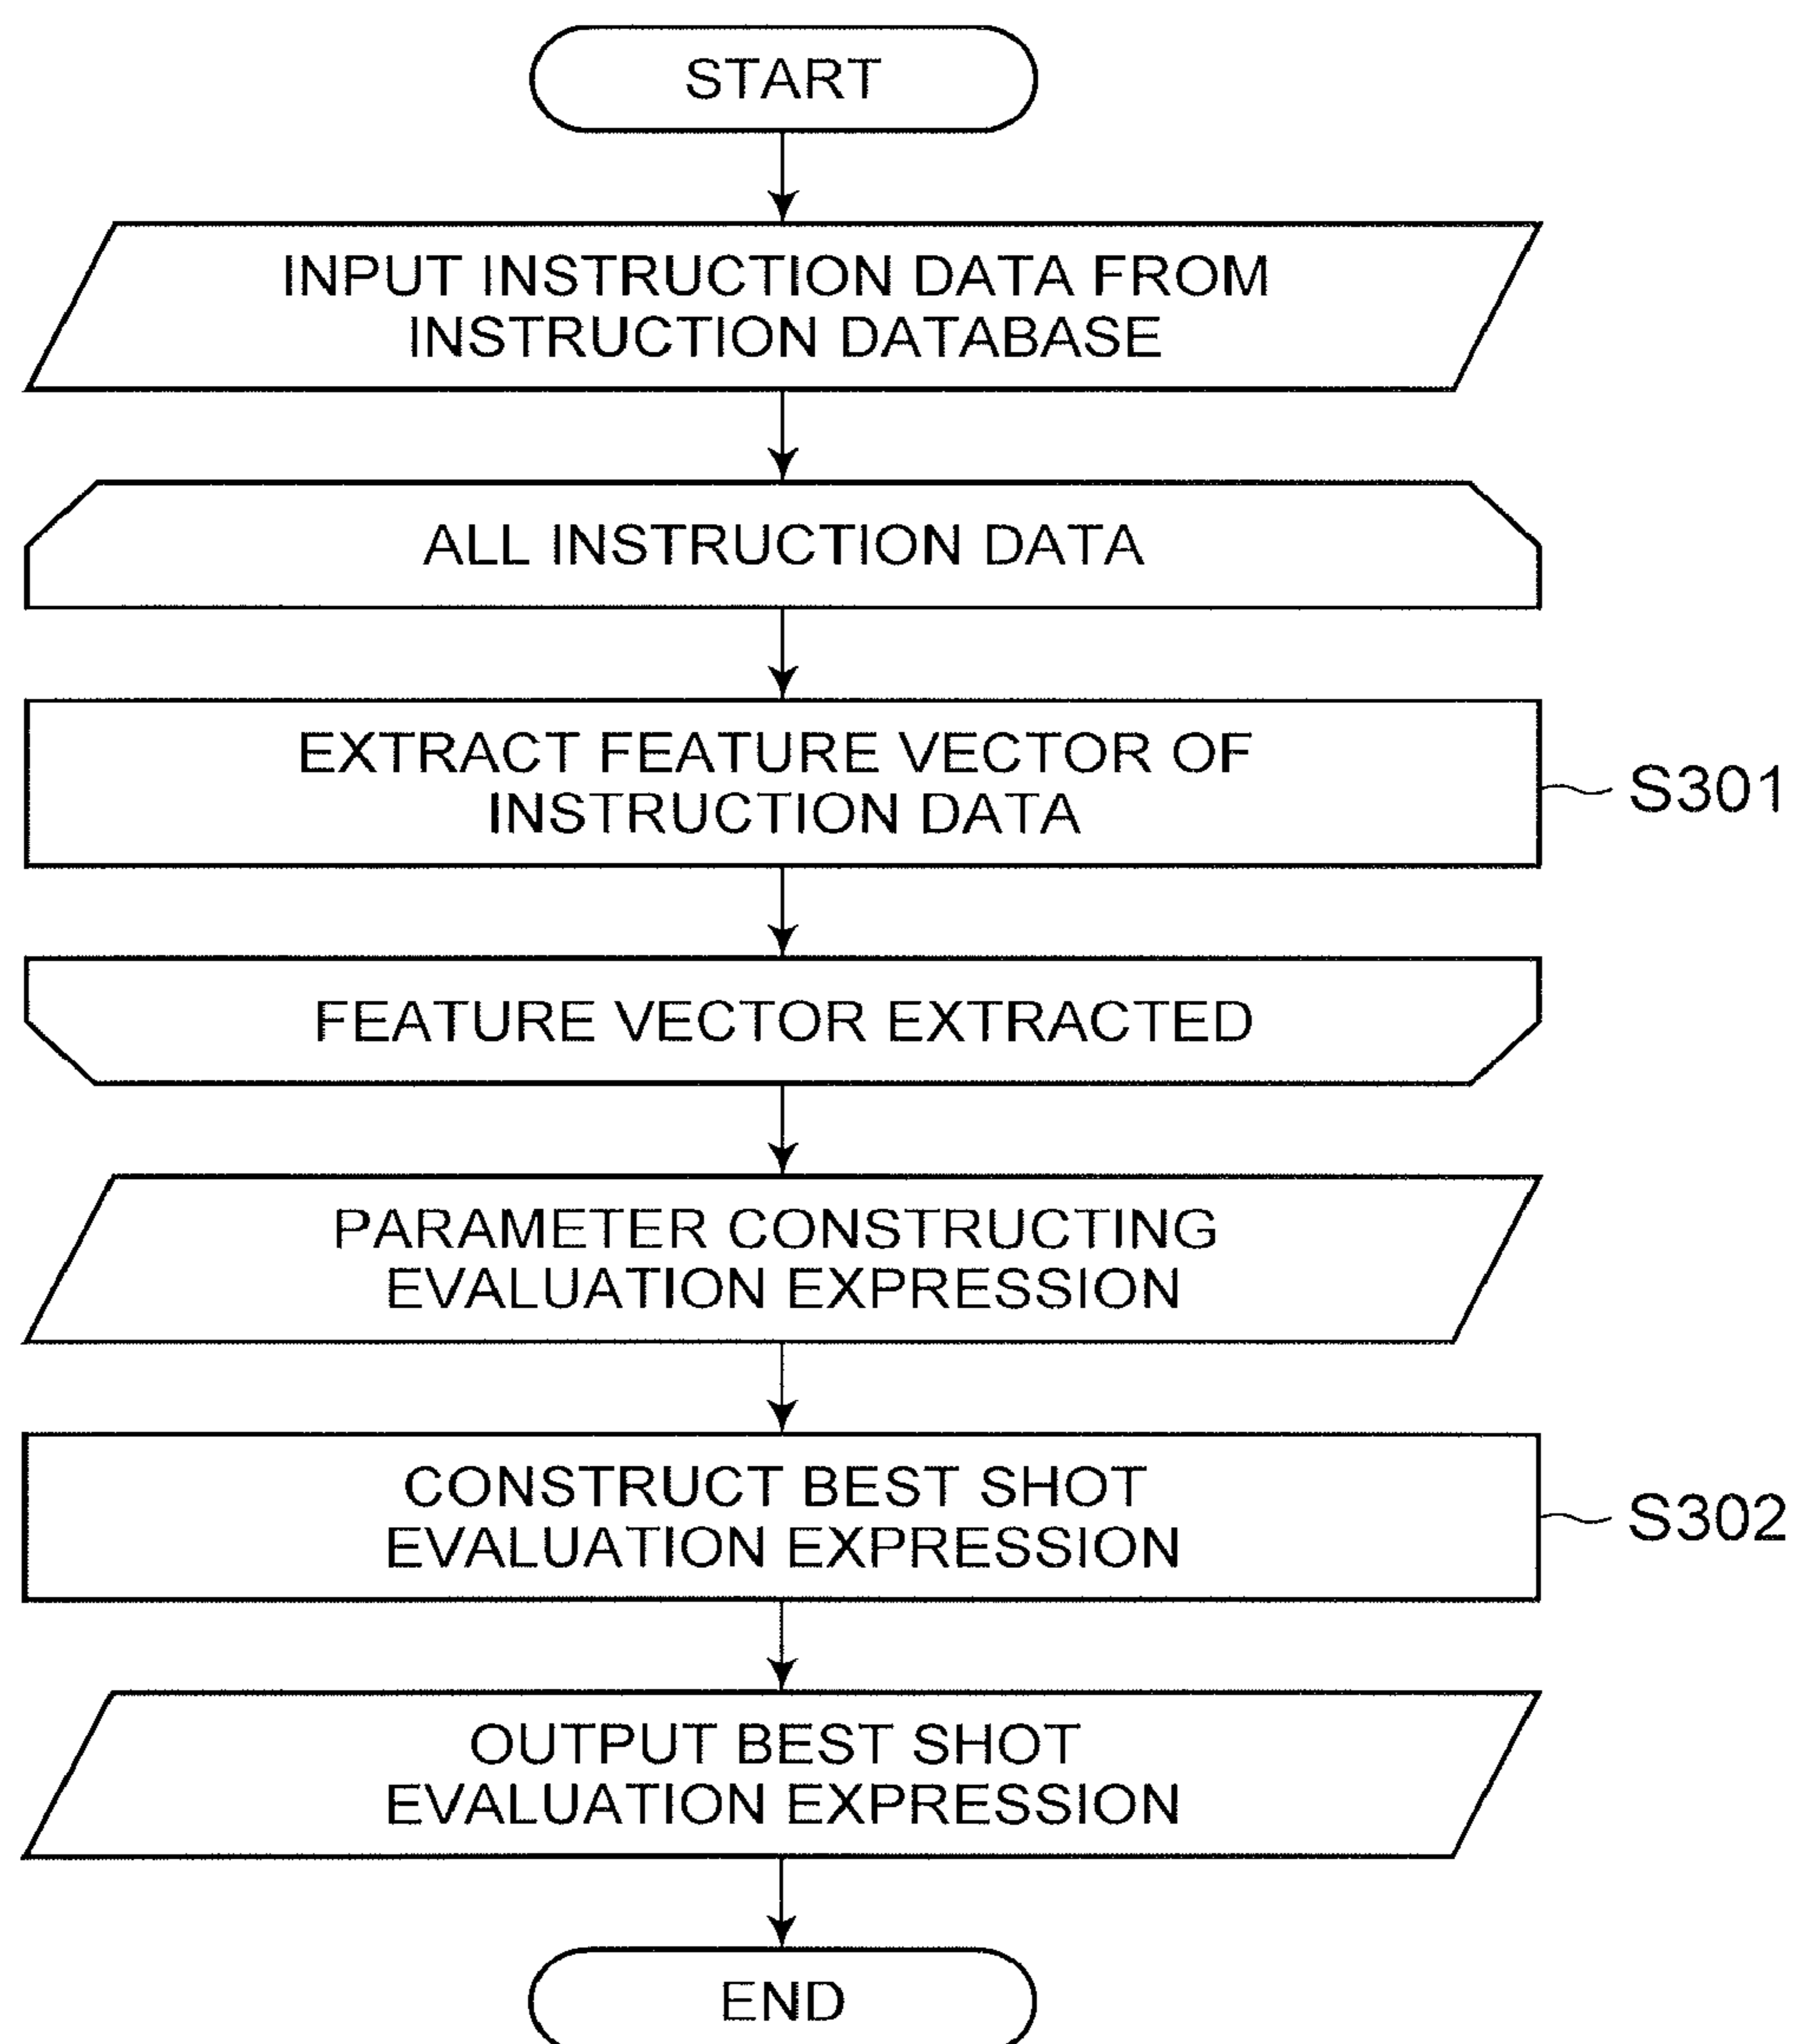 START
INPUT INSTRUCTION DATA FROM
INSTRUCTION DATABASE
ALL INSTRUCTION DATA
EXTRACT FEATURE VECTOR OF
INSTRUCTION DATA
S301
FEATURE VECTOR EXTRACTED
PARAMETER CONSTRUCTING
EVALUATION EXPRESSION
CONSTRUCT BEST SHOT
EVALUATION EXPRESSION
S302
OUTPUT BEST SHOT
EVALUATION EXPRESSION
END